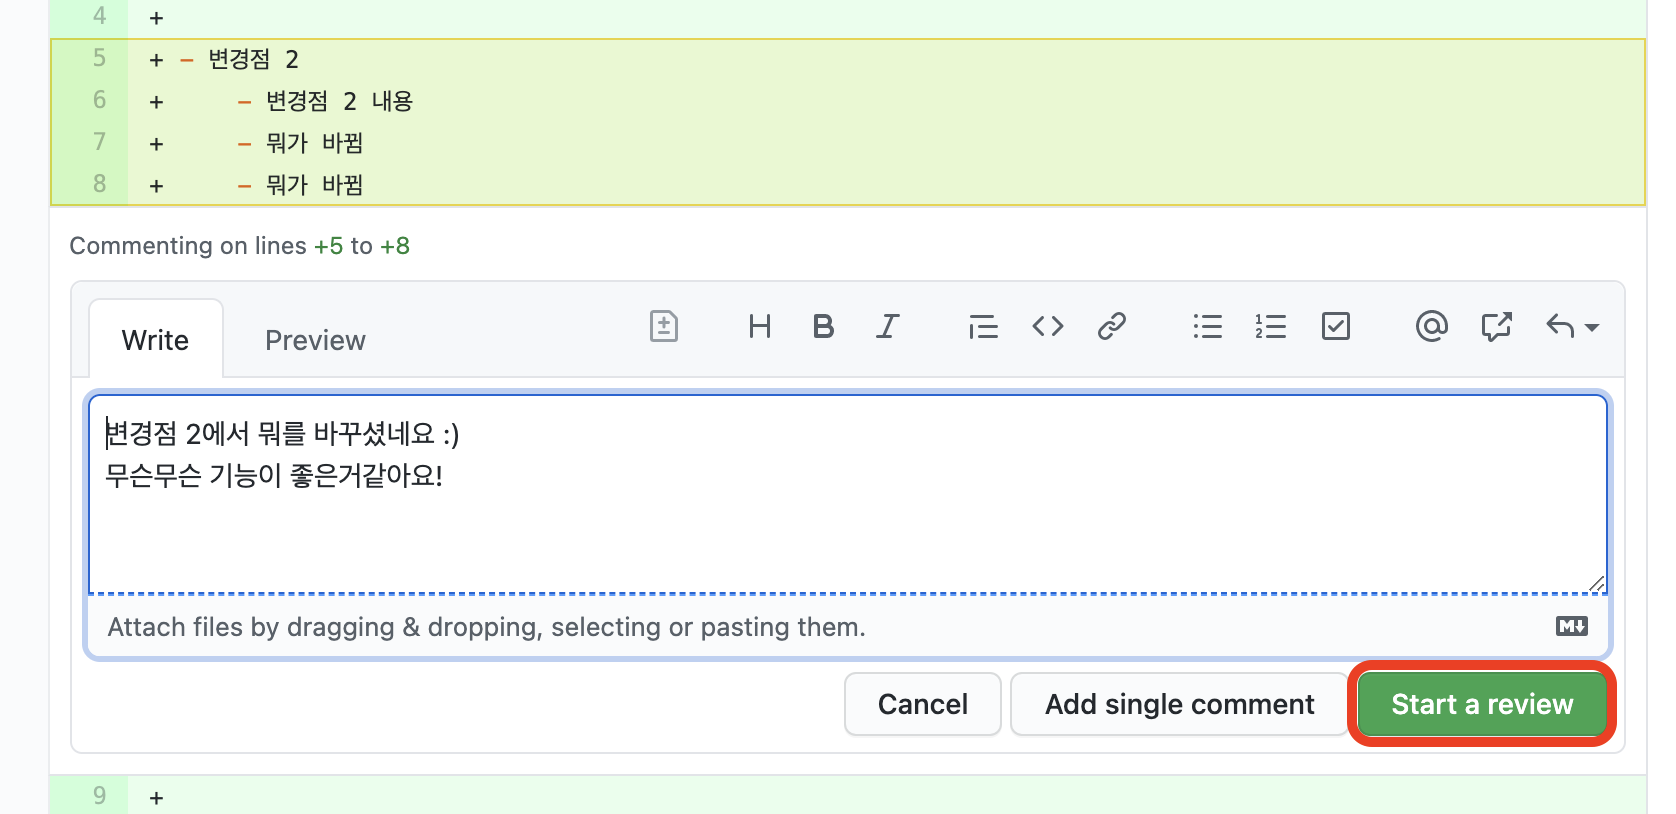 4 +
5 + - 변경점 2
6 + - 변경점 2 내용
7 + - 뭐가 바뀜
8 + - 뭐가 바뀜
Commenting on lines +5 to +8
Write Preview
변경점 2에서 뭐를 바꾸셨네요 :)
무슨무슨 기능이 좋은거같아요!
Attach files by dragging & dropping, selecting or pasting them.
Cancel Add single comment Start a review
9 +